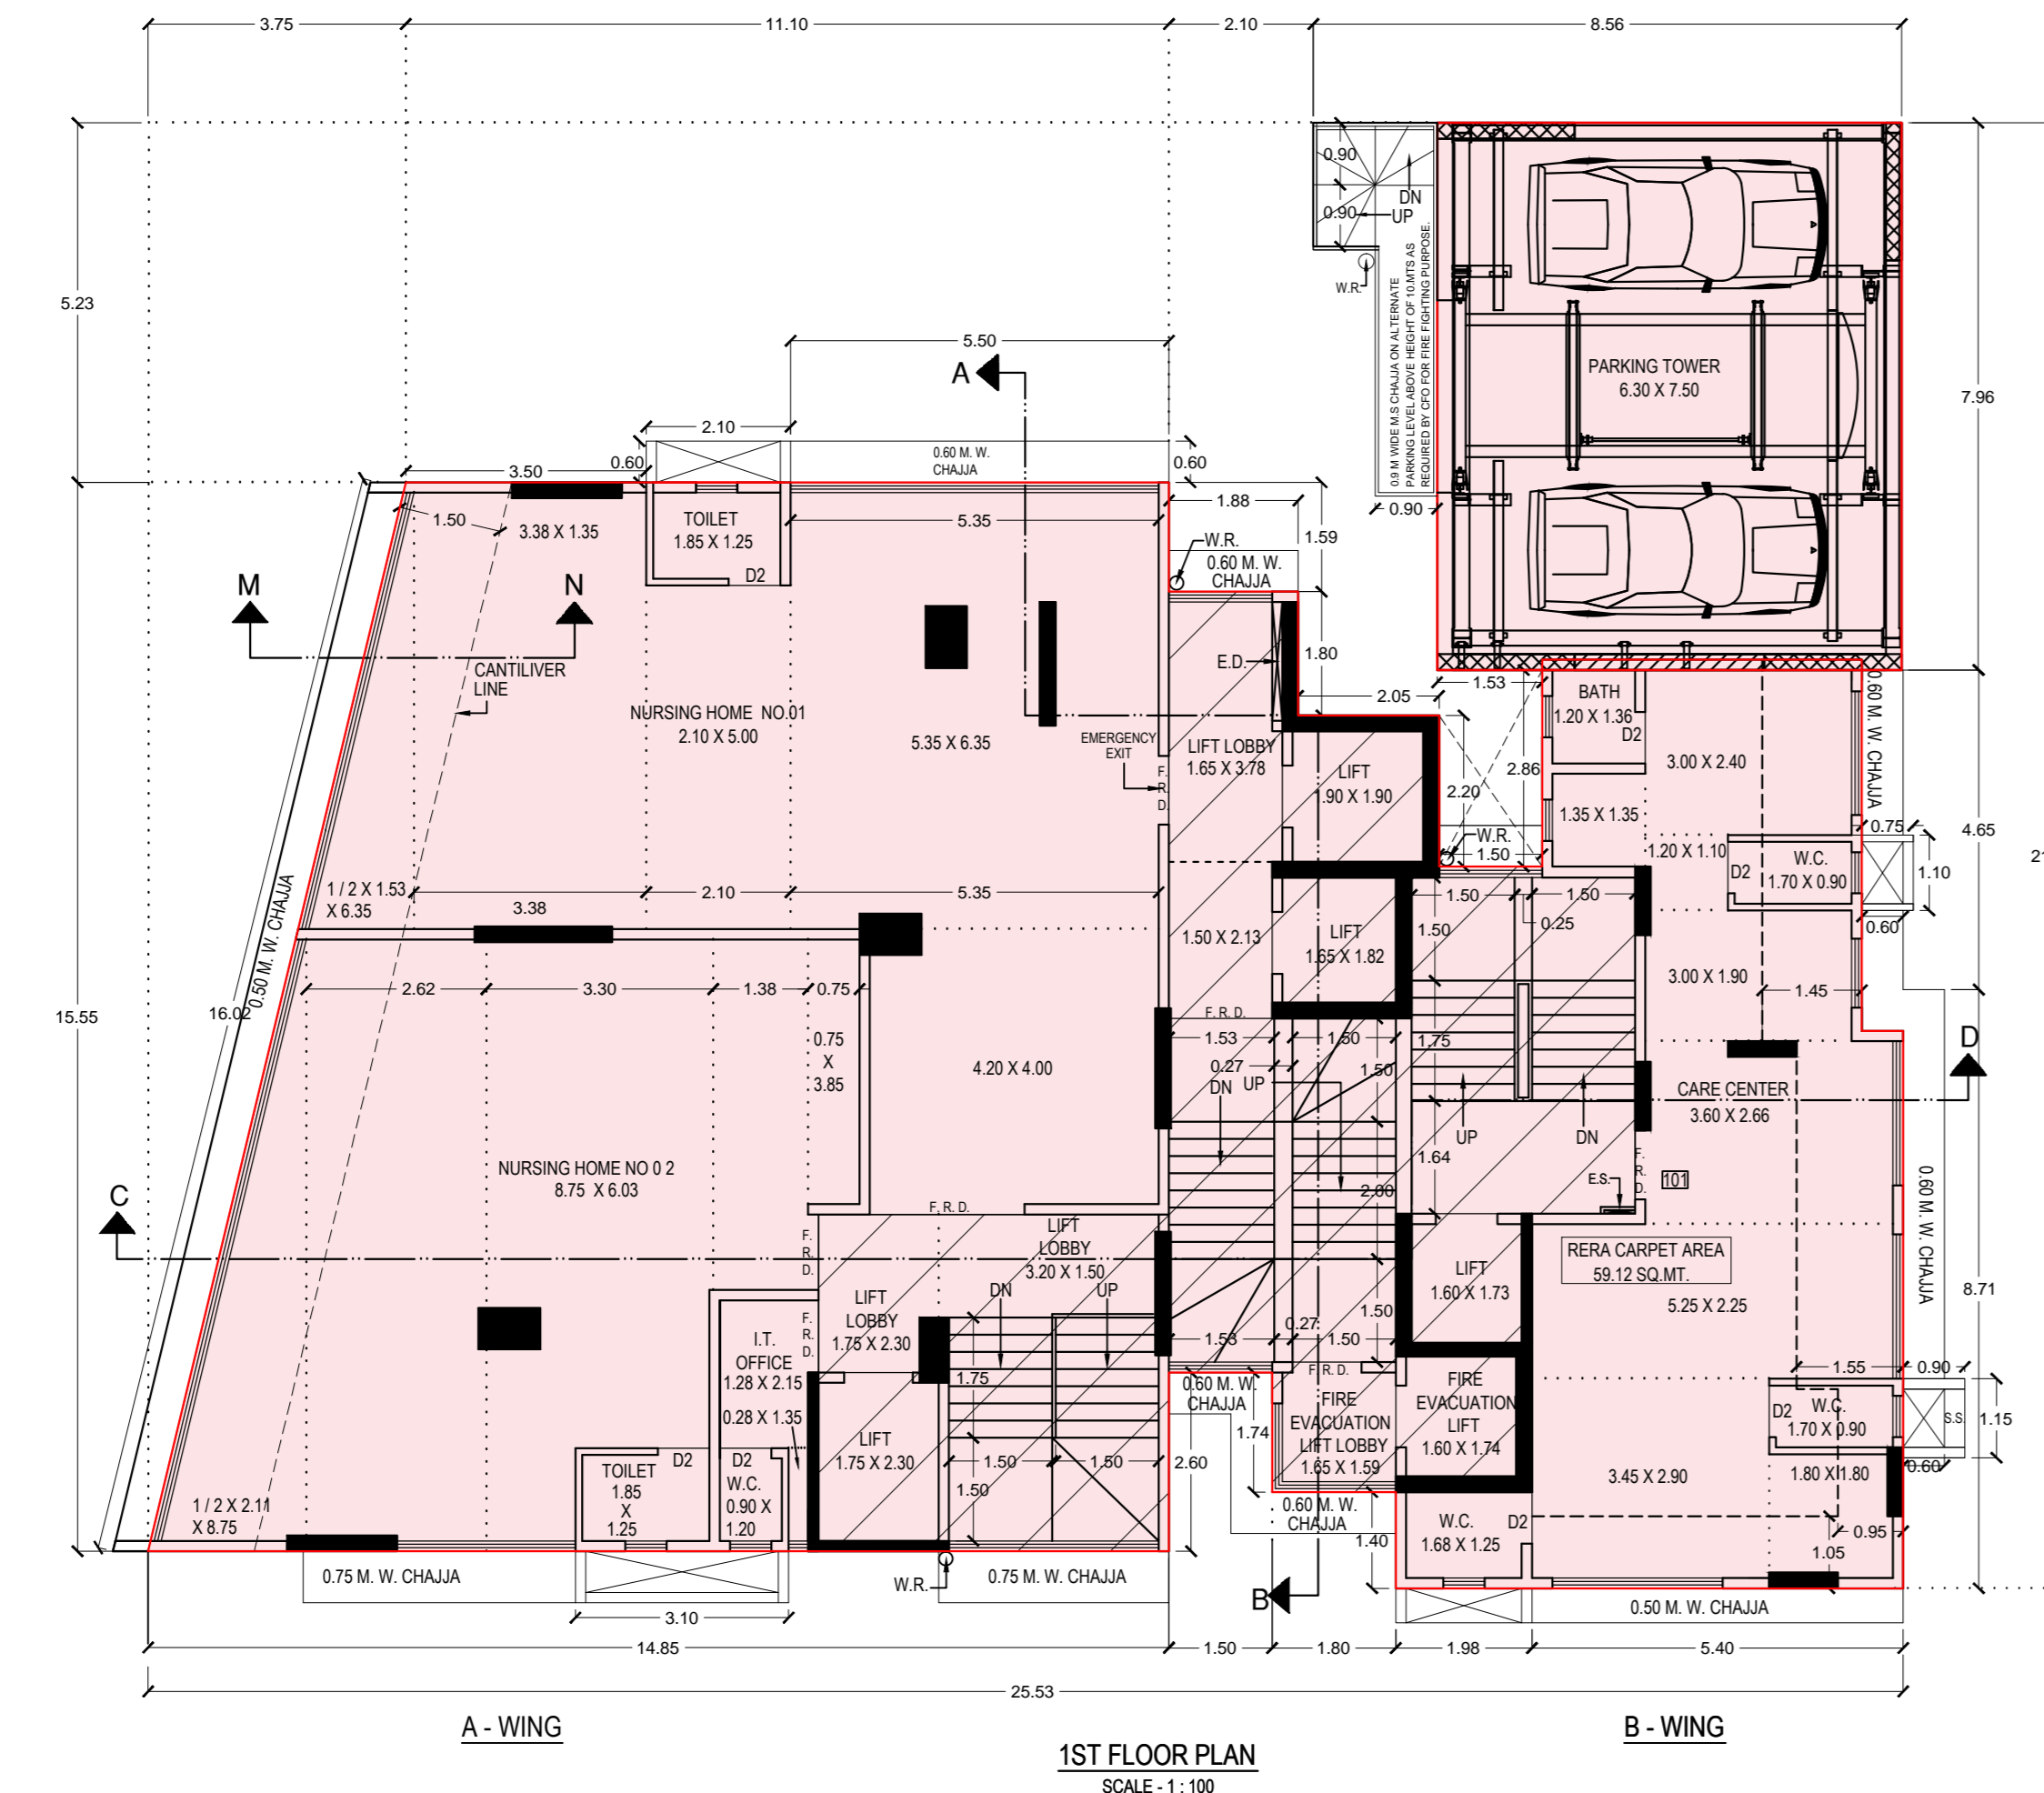 3.75
11.10
2.10
8.56
0.90
DN
0.90
UP
W.R.
0.9 M WIDE M.S CHAJJA ON ALTERNATE
PARKING LEVEL ABOVE HEIGHT OF 10.MTS AS
REQUIRED BY CFO FOR FIRE FIGHTING PURPOSE.
0.90
PARKING TOWER
6.30 X 7.50
5.23
7.96
5.50
A
2.10
3.50
0.60
0.60 M. W.
CHAJJA
0.60
1.88
1.50
3.38 X 1.35
TOILET
1.85 X 1.25
D2
5.35
W.R.
1.59
0.60 M. W.
CHAJJA
M
N
CANTILIVER
LINE
E.D.
1.80
1.53
2.05
NURSING HOME NO.01
2.10 X 5.00
5.35 X 6.35
EMERGENCY
EXIT
F.
R.
D.
LIFT LOBBY
1.65 X 3.78
LIFT
1.90 X 1.90
2.20
2.86
BATH
1.20 X 1.36
D2
3.00 X 2.40
0.60 M. W. CHAJJA
1.35 X 1.35
W.R.
1.50
1.20 X 1.10
D2
W.C.
1.70 X 0.90
0.75
4.65
1.10
0.60
21
1 / 2 X 1.53
X 6.35
3.38
2.10
5.35
1.50
1.50
0.25
1.50
1.50 X 2.13
LIFT
1.65 X 1.82
3.00 X 1.90
1.45
2.62
3.30
1.38
0.75
0.50 M. W. CHAJJA
16.02
15.55
0.75
X
3.85
4.20 X 4.00
F. R. D.
1.53
1.50
0.27
DN
UP
1.50
1.75
D
CARE CENTER
3.60 X 2.66
UP
DN
1.64
2.00
F.
R.
D.
101
E.S.
NURSING HOME NO 0 2
8.75 X 6.03
C
F. R. D.
F.
R.
D.
LIFT
LOBBY
3.20 X 1.50
RERA CARPET AREA
59.12 SQ.MT.
5.25 X 2.25
0.60 M. W. CHAJJA
8.71
DN
UP
LIFT
LOBBY
1.75 X 2.30
LIFT
1.60 X 1.73
1.50
0.27
1.53
1.50
F.
R.
D.
I.T.
OFFICE
1.28 X 2.15
0.28 X 1.35
1.75
F. R. D.
0.60 M. W.
CHAJJA
1.74
FIRE
EVACUATION
LIFT LOBBY
1.65 X 1.59
FIRE
EVACUATION
LIFT
1.60 X 1.74
1.55
0.90
D2
W.C.
1.70 X 0.90
S.S.
1.15
0.60
LIFT
1.75 X 2.30
1.50
1.50
1.50
2.60
TOILET
1.85
X
1.25
D2
D2
W.C.
0.90 X
1.20
1 / 2 X 2.11
X 8.75
3.45 X 2.90
1.80 X 1.80
0.60 M. W.
CHAJJA
1.40
W.C.
1.68 X 1.25
D2
0.95
1.05
0.75 M. W. CHAJJA
W.R.
0.75 M. W. CHAJJA
B
0.50 M. W. CHAJJA
3.10
14.85
1.50
1.80
1.98
5.40
25.53
A - WING
B - WING
1ST FLOOR PLAN
SCALE - 1 : 100